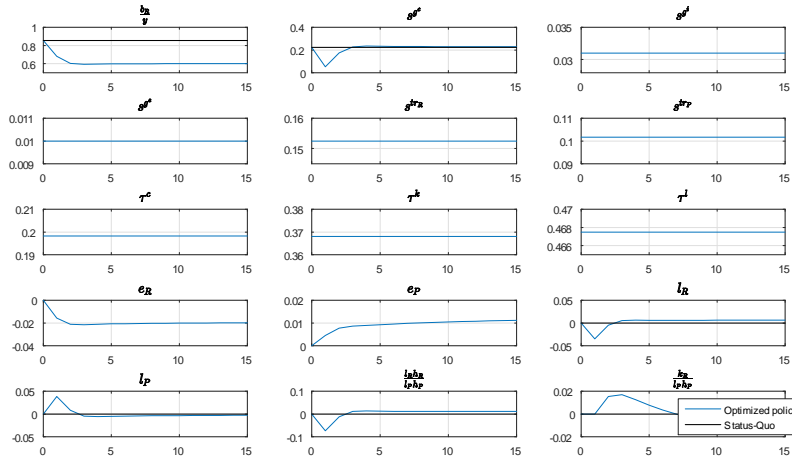 b_R/y s^{g^c} s^{g^i}
1 0.4 0.035
0.8 0.2 0.03
0.6 0
0 5 10 15 0 5 10 15 0 5 10 15
s^{g^e} s^{tr_R} s^{tr_P}
0.011 0.16 0.11
0.01 0.15 0.1
0.009 0.09
0 5 10 15 0 5 10 15 0 5 10 15
τ^c τ^k τ^l
0.21 0.38 0.47
0.2 0.37 0.468
0.19 0.36 0.466
0 5 10 15 0 5 10 15 0 5 10 15
e_R e_P l_R
0 0.02 0.05
-0.02 0.01 0
-0.04 0 -0.05
0 5 10 15 0 5 10 15 0 5 10 15
l_P l_R h_R/l_P h_P k_R/l_P h_P
0.05 0.1 0.02
0 0 0
-0.05 -0.1 0.02
0 5 10 15 0 5 10 15 0 5 10 15
Optimized polic
Status-Quo